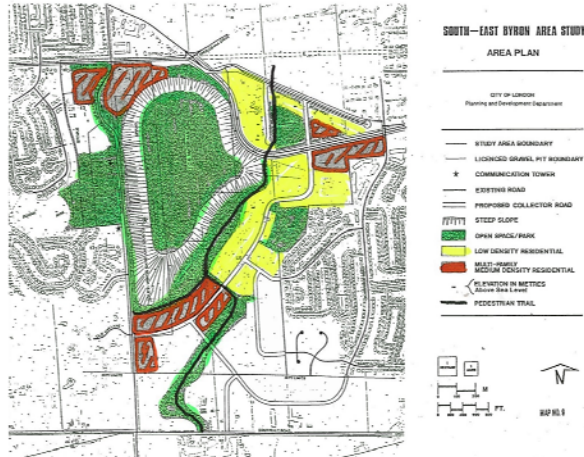 SOUTH-EAST BYRON AREA STUDY
AREA PLAN
CITY OF LONDON
Planning and Development Department
STUDY AREA BOUNDARY
LICENCED GRAVEL PIT BOUNDARY
COMMUNICATION TOWER
EXISTING ROAD
PROPOSED COLLECTOR ROAD
STEEP SLOPE
OPEN SPACE/PARK
LOW DENSITY RESIDENTIAL
MULTI-FAMILY
MEDIUM DENSITY RESIDENTIAL
ELEVATION IN METRES
Above Sea Level
PEDESTRIAN TRAIL
M
FT.
N
MAP NO. 9